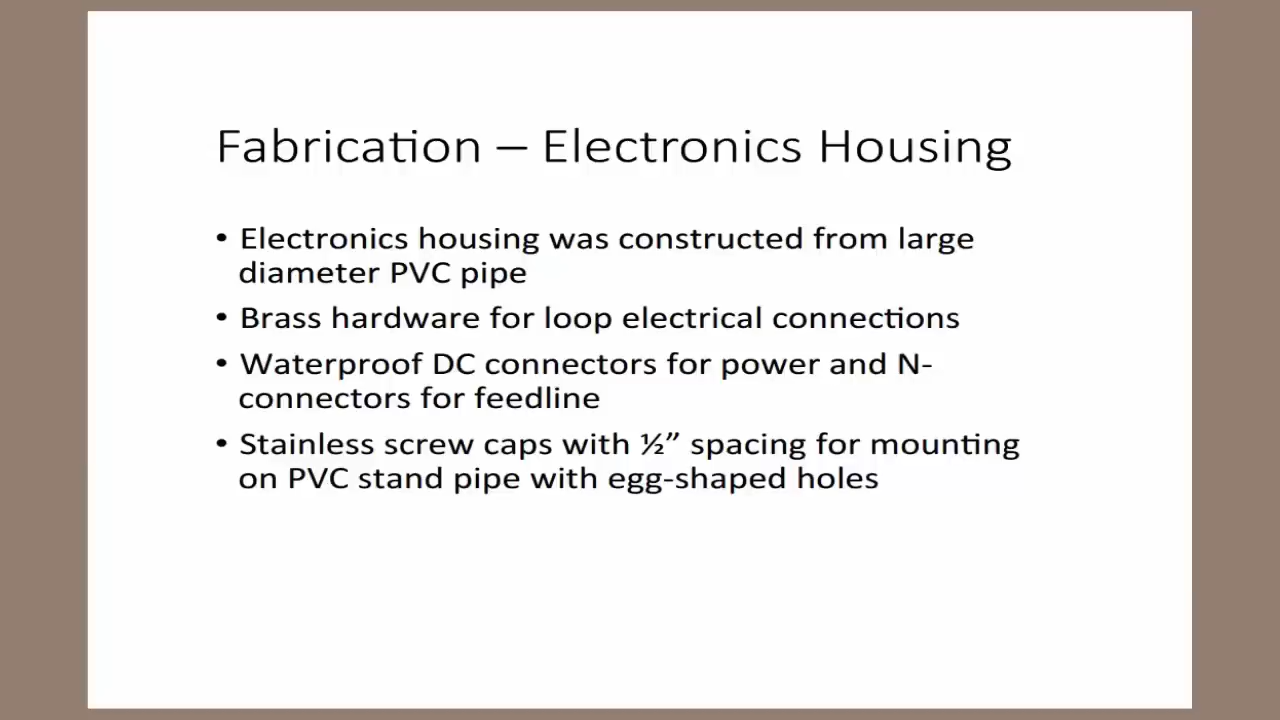 Fabrication – Electronics Housing
• Electronics housing was constructed from large
diameter PVC pipe
• Brass hardware for loop electrical connections
• Waterproof DC connectors for power and N-
connectors for feedline
• Stainless screw caps with ½” spacing for mounting
on PVC stand pipe with egg-shaped holes